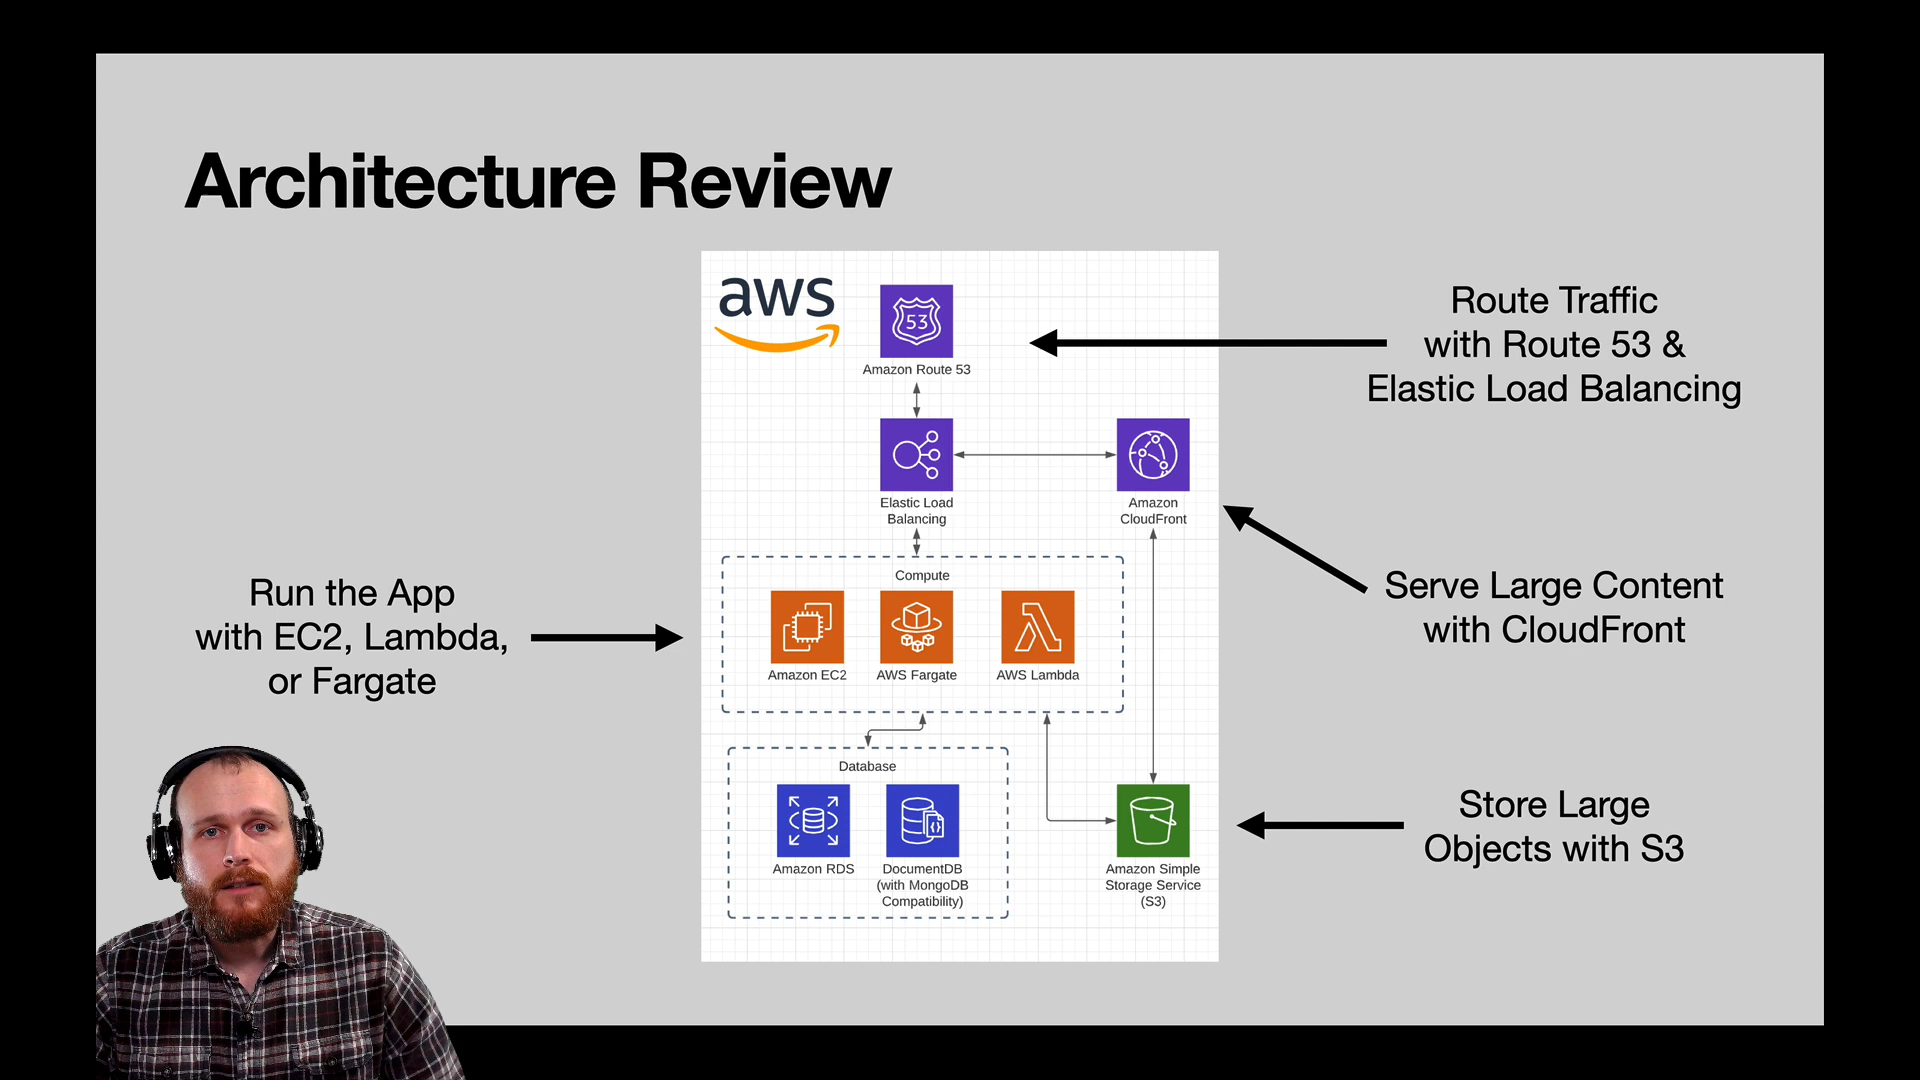 Architecture Review
aws
53
Amazon Route 53
Route Traffic
with Route 53 &
Elastic Load Balancing
Elastic Load
Balancing
Amazon
CloudFront
Serve Large Content
with CloudFront
Run the App
with EC2, Lambda,
or Fargate
Compute
Amazon EC2
AWS Fargate
AWS Lambda
Database
Amazon RDS
DocumentDB
(with MongoDB
Compatibility)
Amazon Simple
Storage Service
(S3)
Store Large
Objects with S3